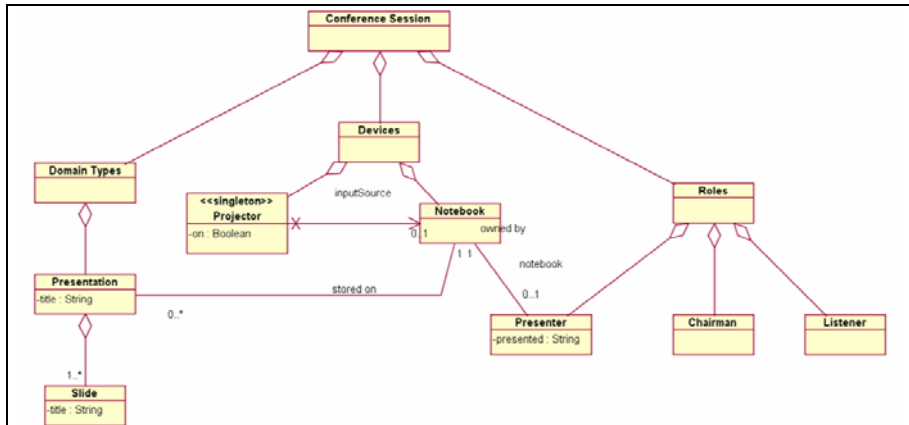 Conference Session
Devices
Domain Types
inputSource
Roles
<<singleton>>
Projector
-on : Boolean
Notebook
0..1
owned by
1 1
notebook
Presentation
-title : String
stored on
0..*
0..1
Presenter
-presented : String
Chairman
Listener
1..*
Slide
-title : String